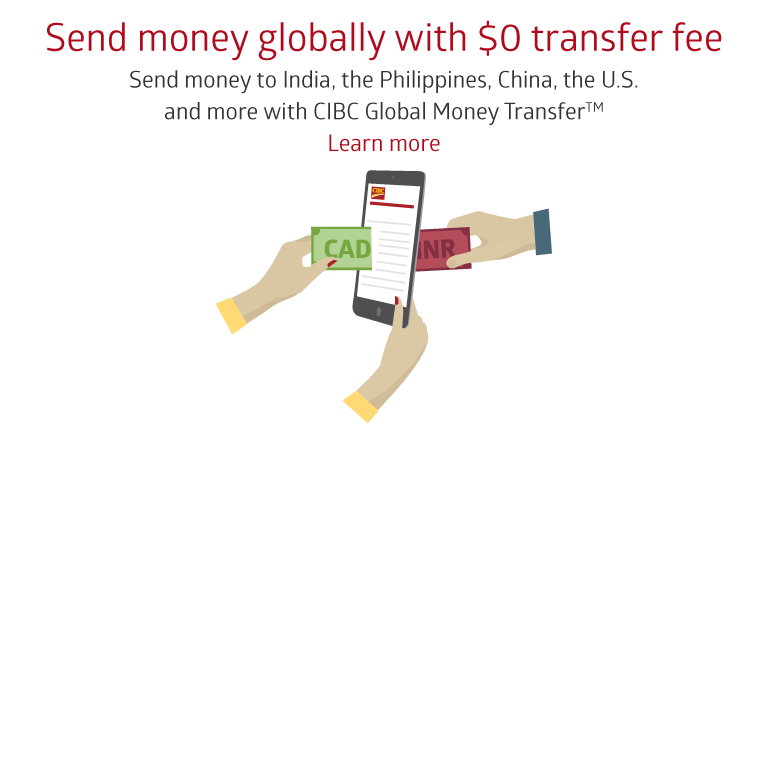 Send money globally with $0 transfer fee
Send money to India, the Philippines, China, the U.S.
and more with CIBC Global Money Transfer™
Learn more
CIBC
CAD
INR